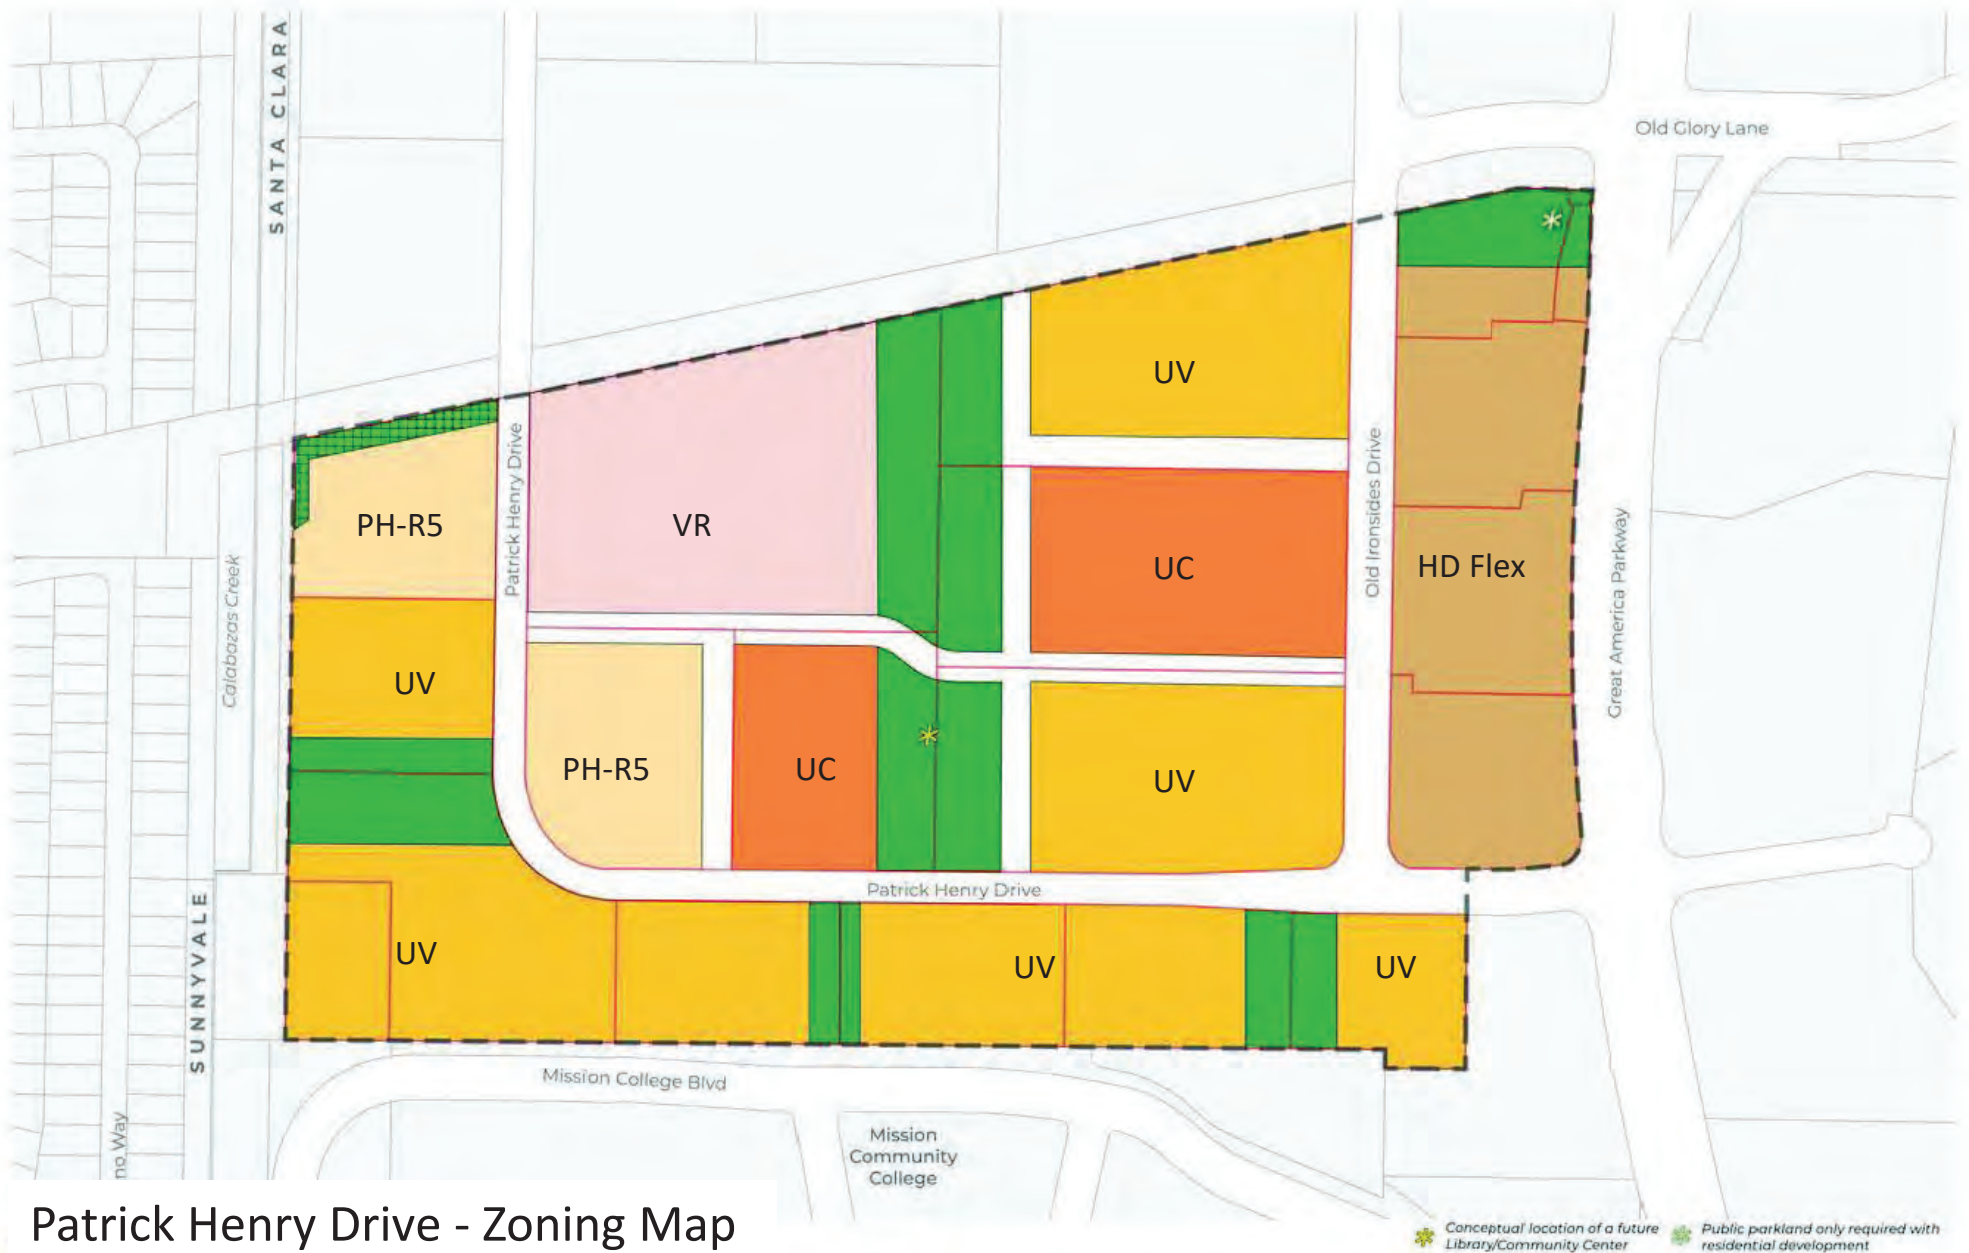 SANTA CLARA
Old Glory Lane
UV
Patrick Henry Drive
Old Ironsides Drive
PH-R5
VR
UC
HD Flex
Great America Parkway
Calabazas Creek
UV
PH-R5
UC
UV
Patrick Henry Drive
SUNNYVALE
UV
UV
UV
Mission College Blvd
no Way
Mission
Community
College
Patrick Henry Drive - Zoning Map
Conceptual location of a future
Library/Community Center
Public parkland only required with
residential development